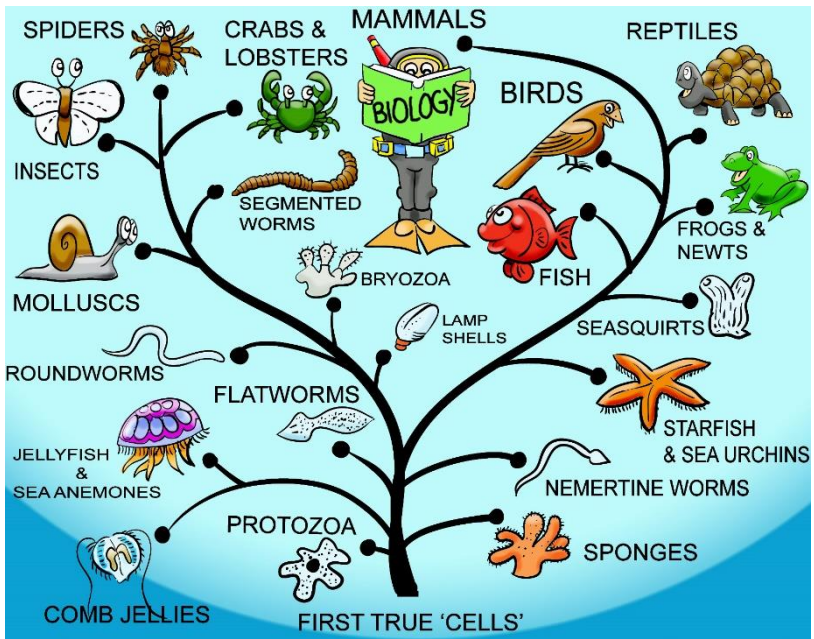 MAMMALS
SPIDERS
CRABS &
LOBSTERS
REPTILES
BIOLOGY
BIRDS
INSECTS
SEGMENTED
WORMS
FROGS &
NEWTS
BRYOZOA
FISH
MOLLUSCS
LAMP
SHELLS
SEASQUIRTS
ROUNDWORMS
FLATWORMS
STARFISH
& SEA URCHINS
JELLYFISH
&
SEA ANEMONES
NEMERTINE WORMS
PROTOZOA
SPONGES
COMB JELLIES
FIRST TRUE 'CELLS'